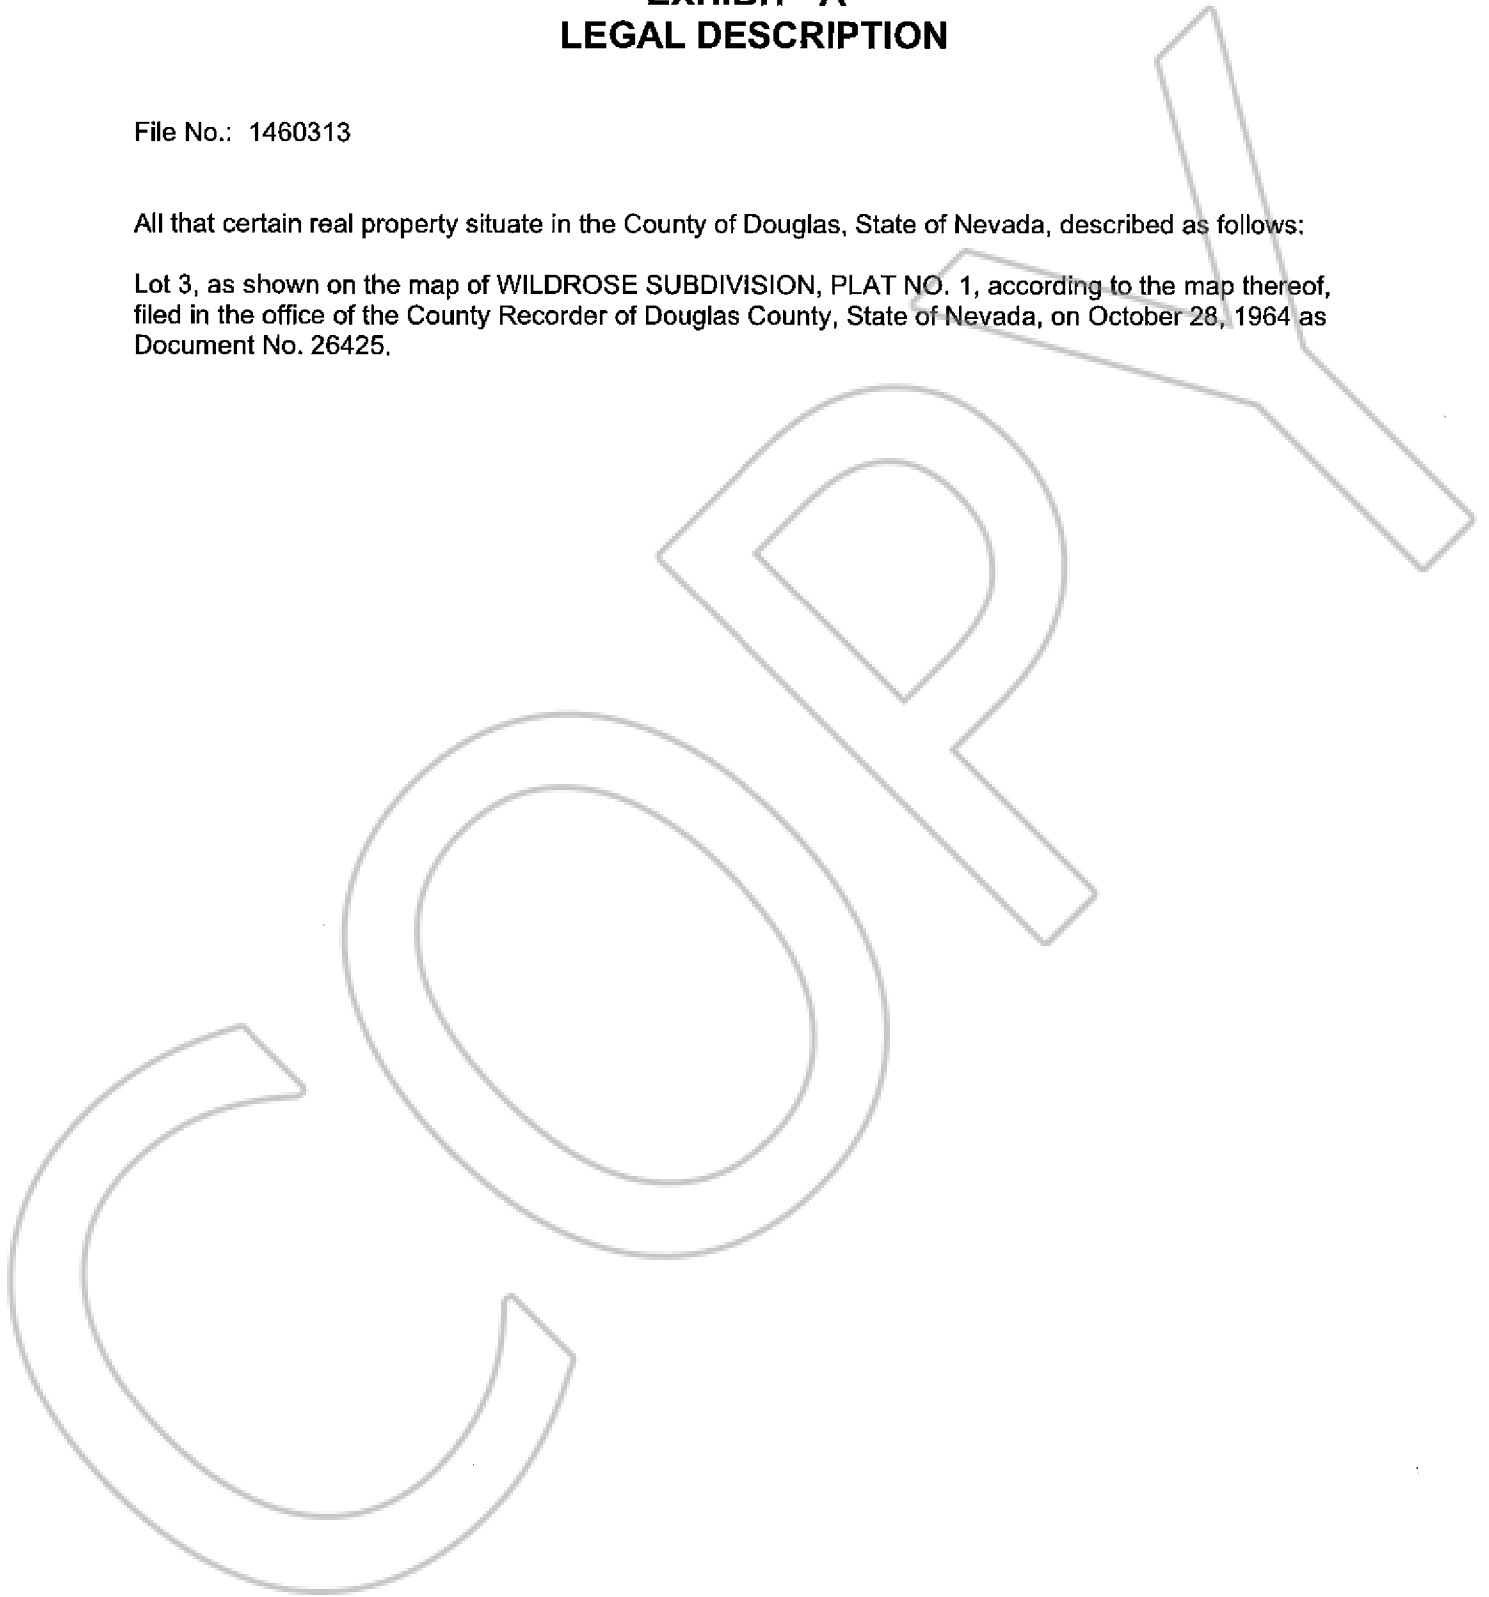 EXHIBIT "A"
LEGAL DESCRIPTION
File No.: 1460313
All that certain real property situate in the County of Douglas, State of Nevada, described as follows:
Lot 3, as shown on the map of WILDROSE SUBDIVISION, PLAT NO. 1, according to the map thereof,
filed in the office of the County Recorder of Douglas County, State of Nevada, on October 28, 1964 as
Document No. 26425.
COPY